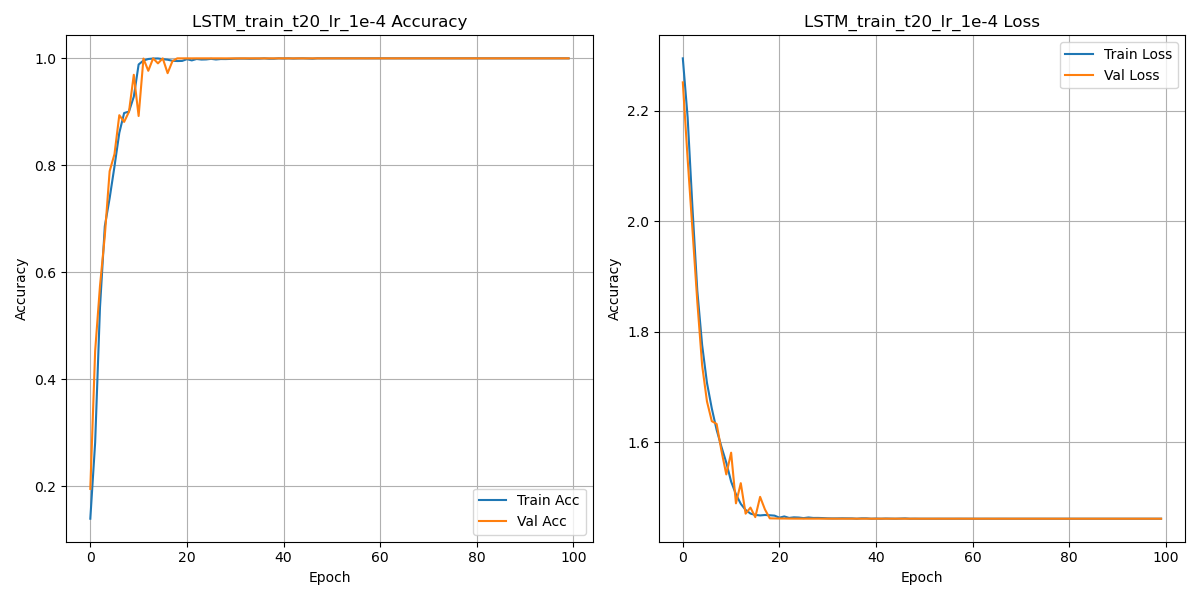 LSTM_train_t20_lr_1e-4 Accuracy
1.0
0.8
0.6
0.4
0.2
Accuracy
Train Acc
Val Acc
0 20 40 60 80 100
Epoch
LSTM_train_t20_lr_1e-4 Loss
Train Loss
Val Loss
2.2
2.0
1.8
1.6
Accuracy
0 20 40 60 80 100
Epoch